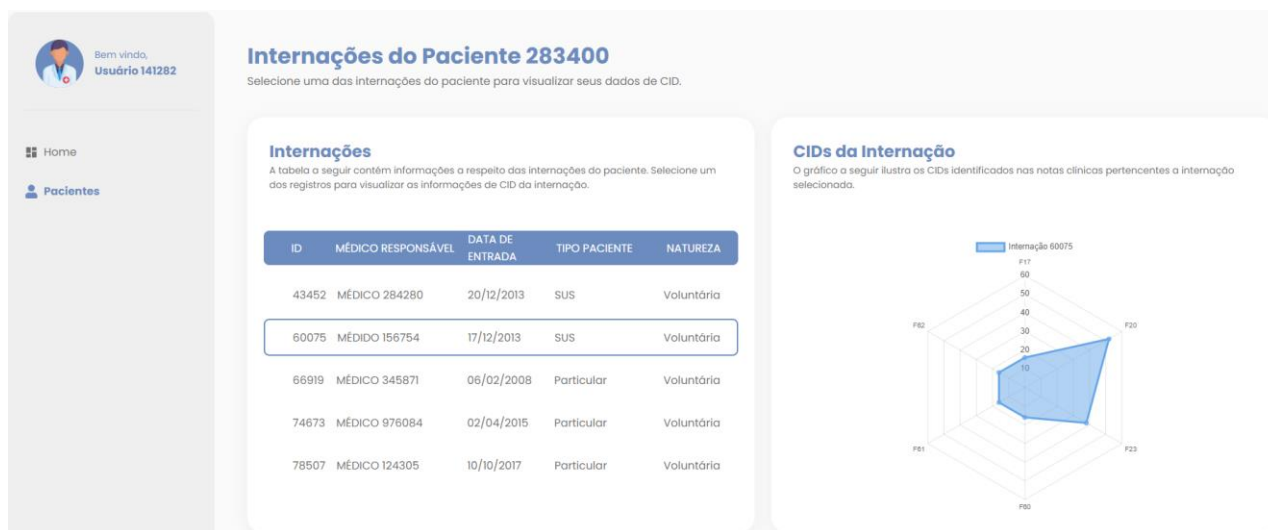 Bem vindo,
Usuário 141282
Home
Pacientes
Internações do Paciente 283400
Selecione uma das internações do paciente para visualizar seus dados de CID.
Internações
A tabela a seguir contém informações a respeito das internações do paciente. Selecione um
dos registros para visualizar as informações de CID da internação.
ID MÉDICO RESPONSÁVEL DATA DE ENTRADA TIPO PACIENTE NATUREZA
43452 MÉDICO 284280 20/12/2013 SUS Voluntária
60075 MÉDIDO 156754 17/12/2013 SUS Voluntária
66919 MÉDICO 345871 06/02/2008 Particular Voluntária
74673 MÉDICO 976084 02/04/2015 Particular Voluntária
78507 MÉDICO 124305 10/10/2017 Particular Voluntária
CIDs da Internação
O gráfico a seguir ilustra os CIDs identificados nas notas clínicas pertencentes a internação
selecionada.
Internação 60075
F17
60
50
40
30
20
10
F62 F20
F61 F23
F60